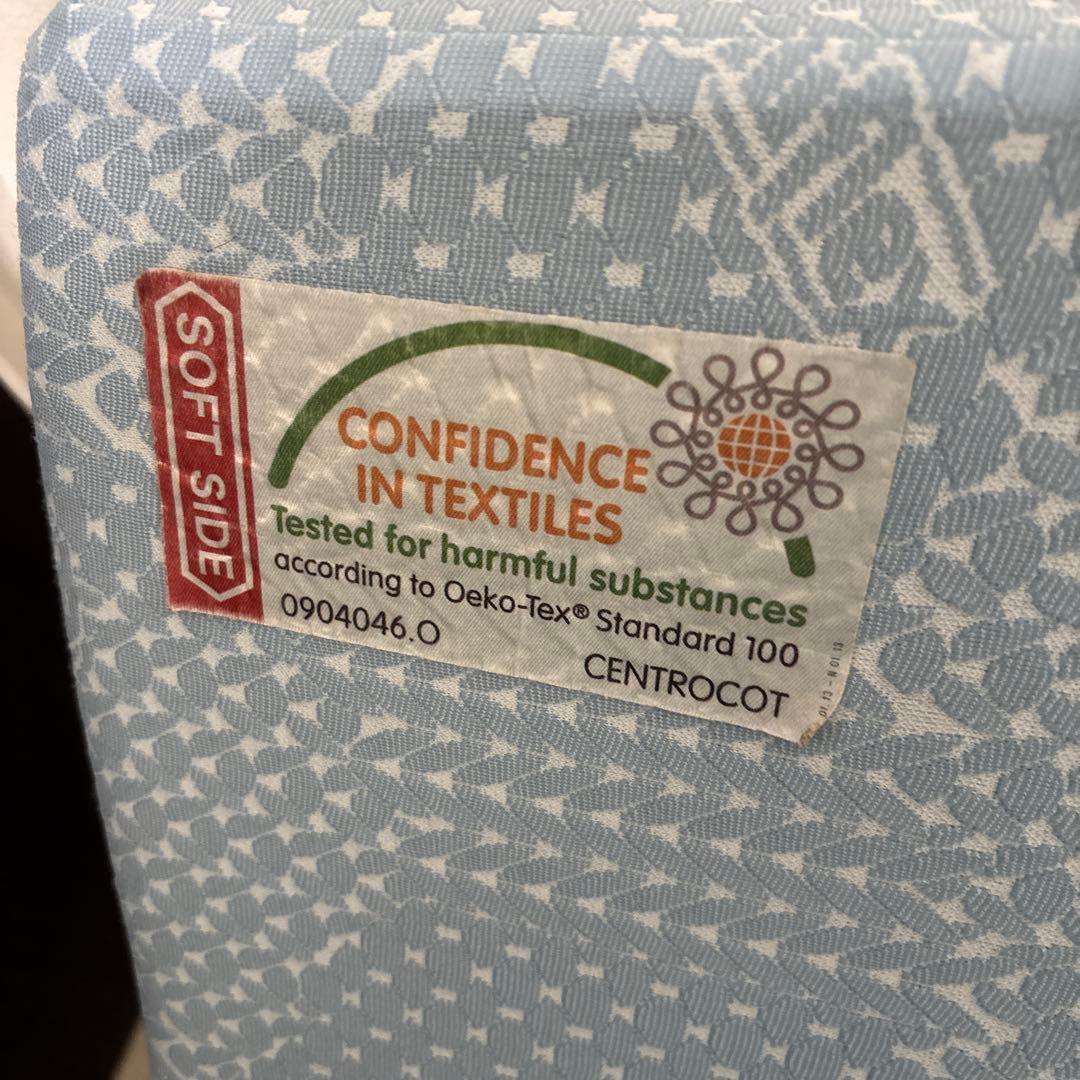 SOFT SIDE
CONFIDENCE
IN TEXTILES
Tested for harmful substances
according to Oeko-Tex® Standard 100
0904046.O
CENTROCOT